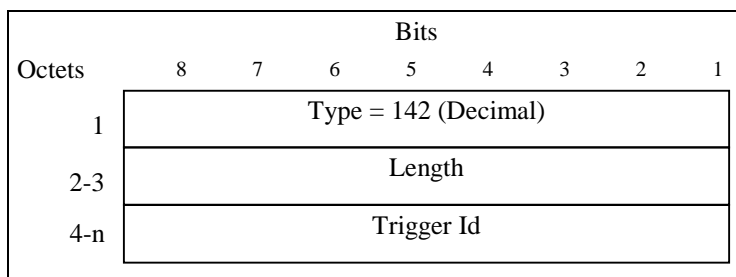 Bits
Octets 8 7 6 5 4 3 2 1
1 Type = 142 (Decimal)
2-3 Length
4-n Trigger Id